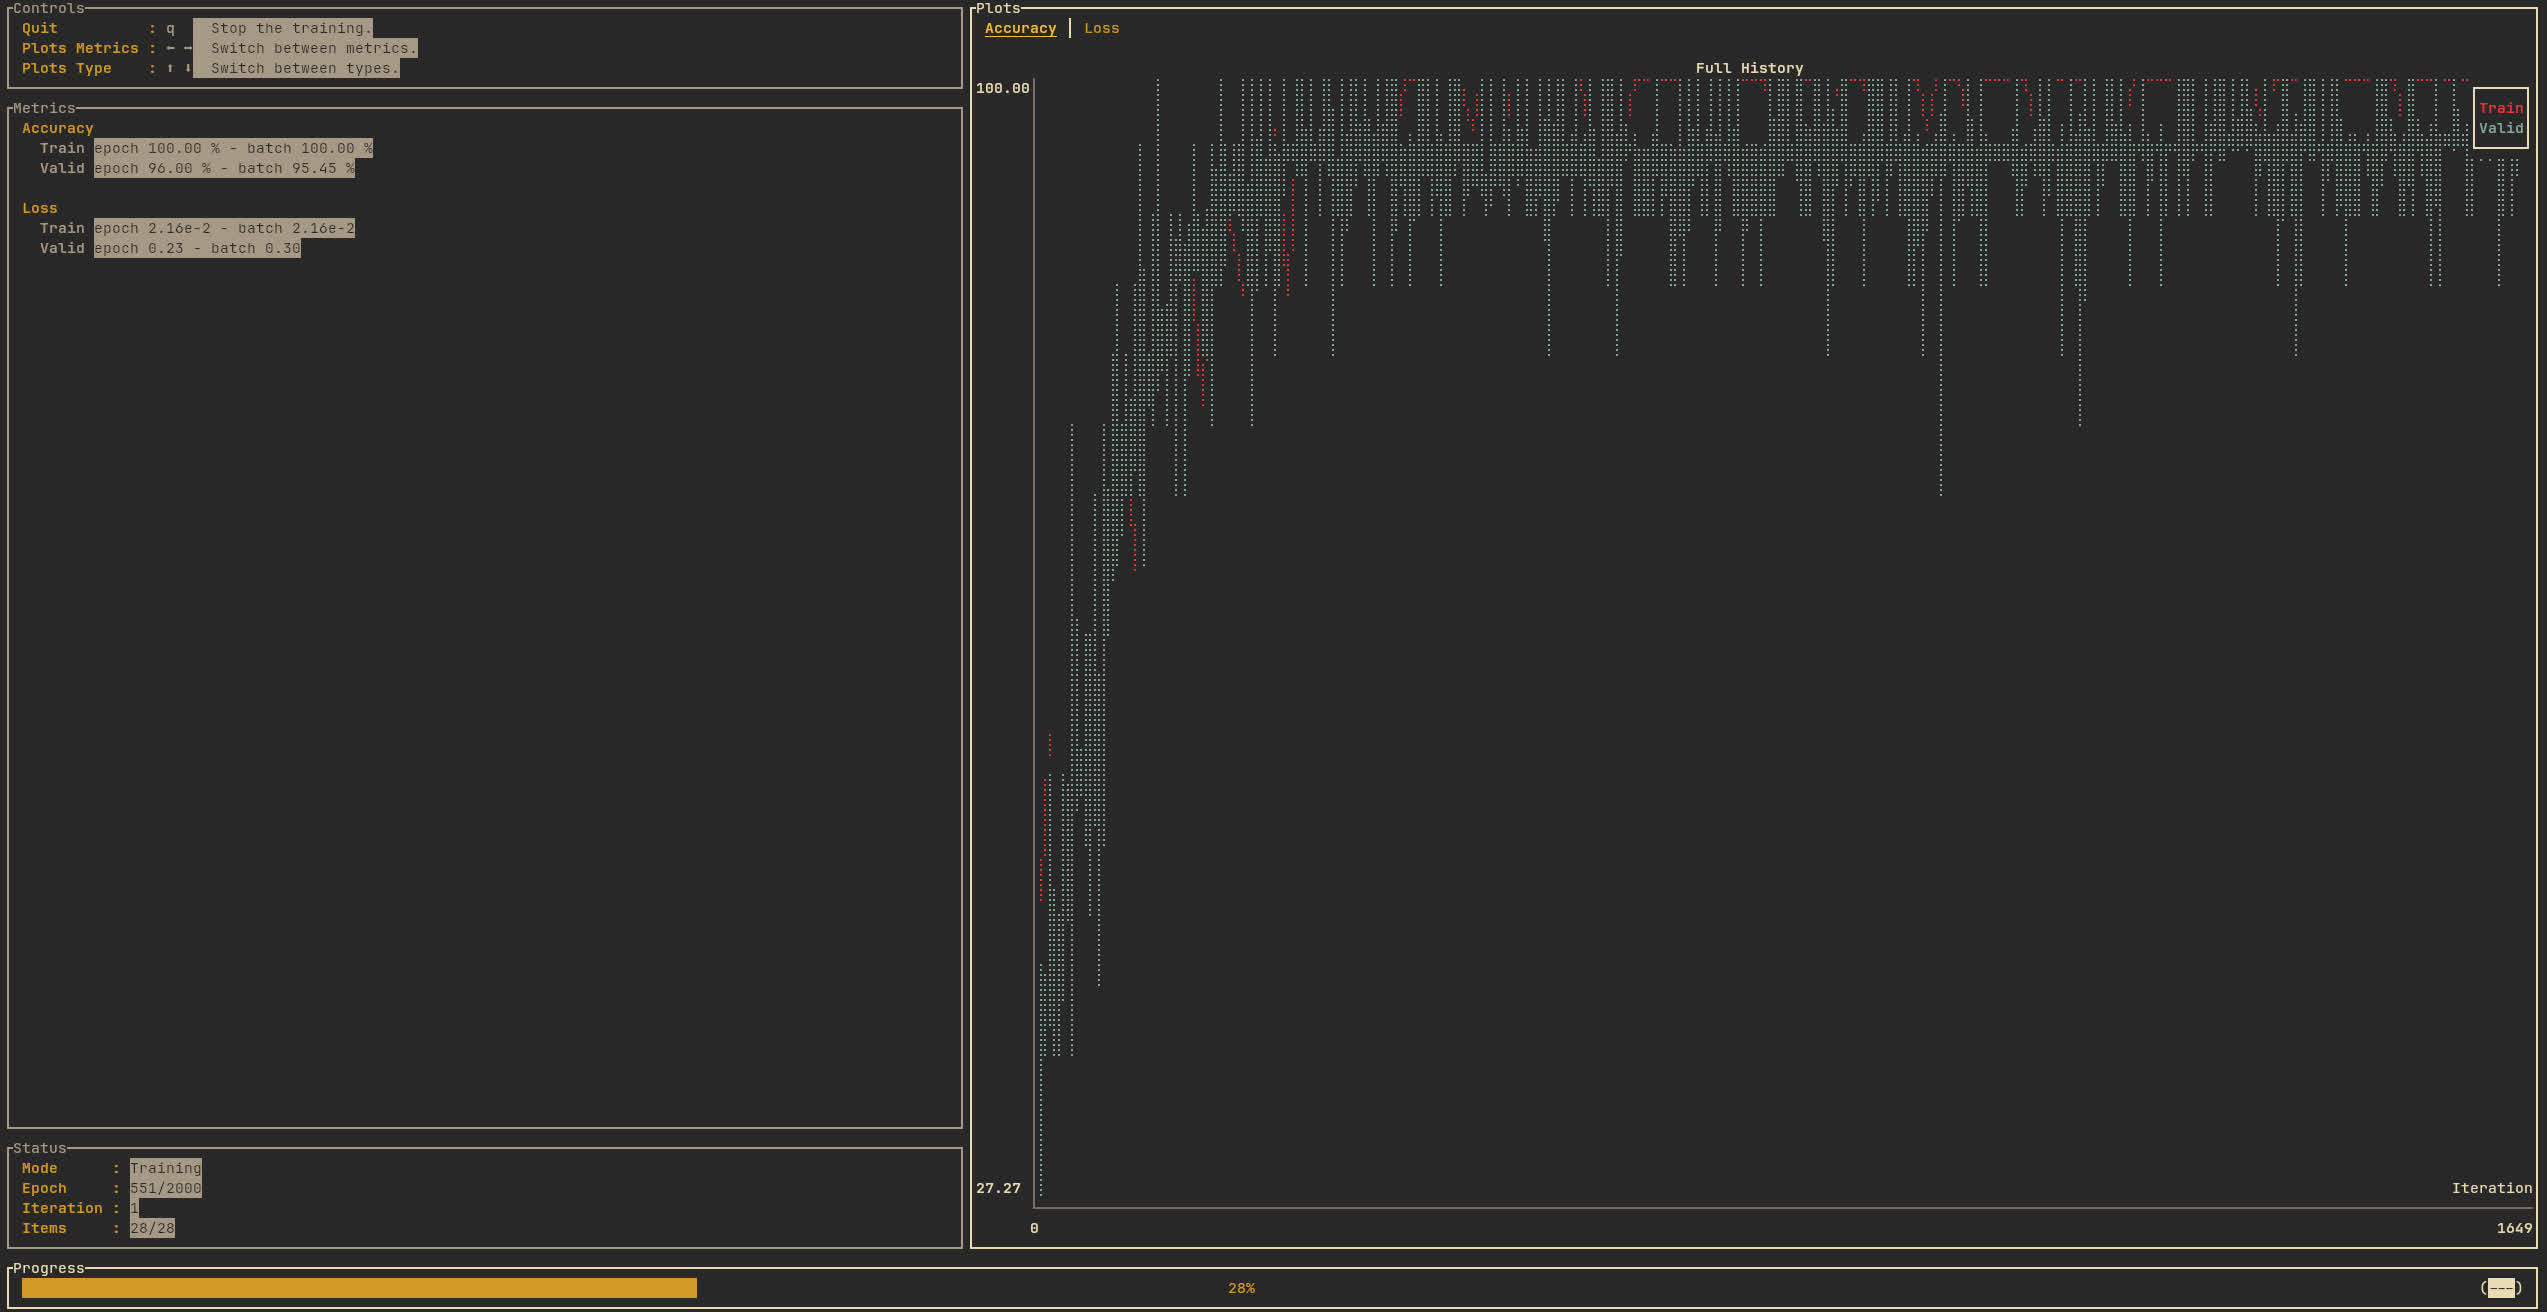 Controls
Quit : q Stop the training.
Plots Metrics : ← → Switch between metrics.
Plots Type : ↑ ↓ Switch between types.
Metrics
Accuracy
Train epoch 100.00 % - batch 100.00 %
Valid epoch 96.00 % - batch 95.45 %
Loss
Train epoch 2.16e-2 - batch 2.16e-2
Valid epoch 0.23 - batch 0.30
Status
Mode : Training
Epoch : 551/2000
Iteration : 1
Items : 28/28
Plots
Accuracy | Loss
Full History
100.00
Train
Valid
27.27
Iteration
0
1649
Progress
28%
(---)